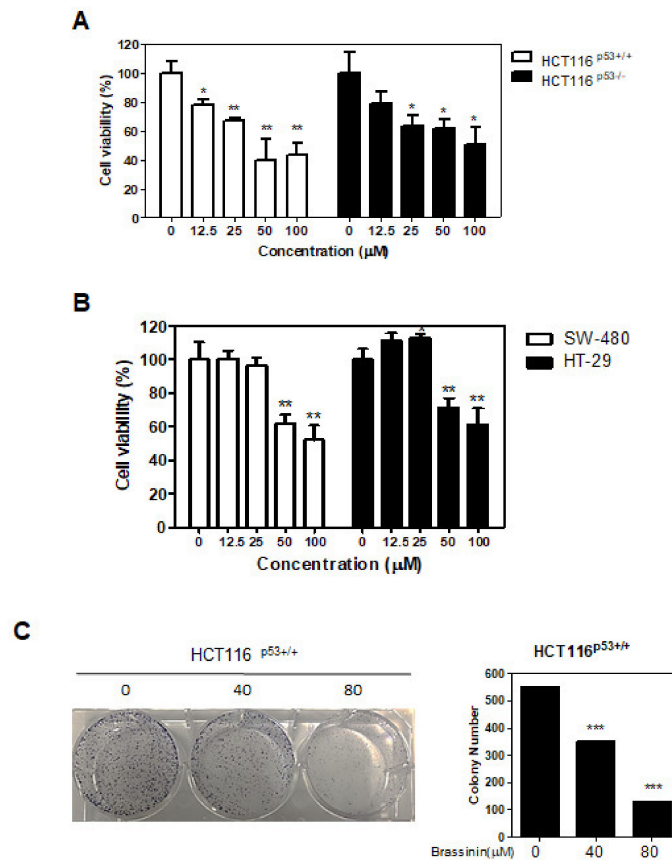 A
Cell viability (%)
120
100
80
60
40
20
0
* ** ** **
* * *
0 12.5 25 50 100 0 12.5 25 50 100
Concentration (µM)
HCT116 p53+/+
HCT116 p53-/-
B
Cell viability (%)
120
100
80
60
40
20
0
** **
* ** **
0 12.5 25 50 100 0 12.5 25 50 100
Concentration (µM)
SW-480
HT-29
C
HCT116 p53+/+
0 40 80
HCT116p53+/+
Colony Number
600
500
400
300
200
100
0
***
***
Brassinin(µM) 0 40 80